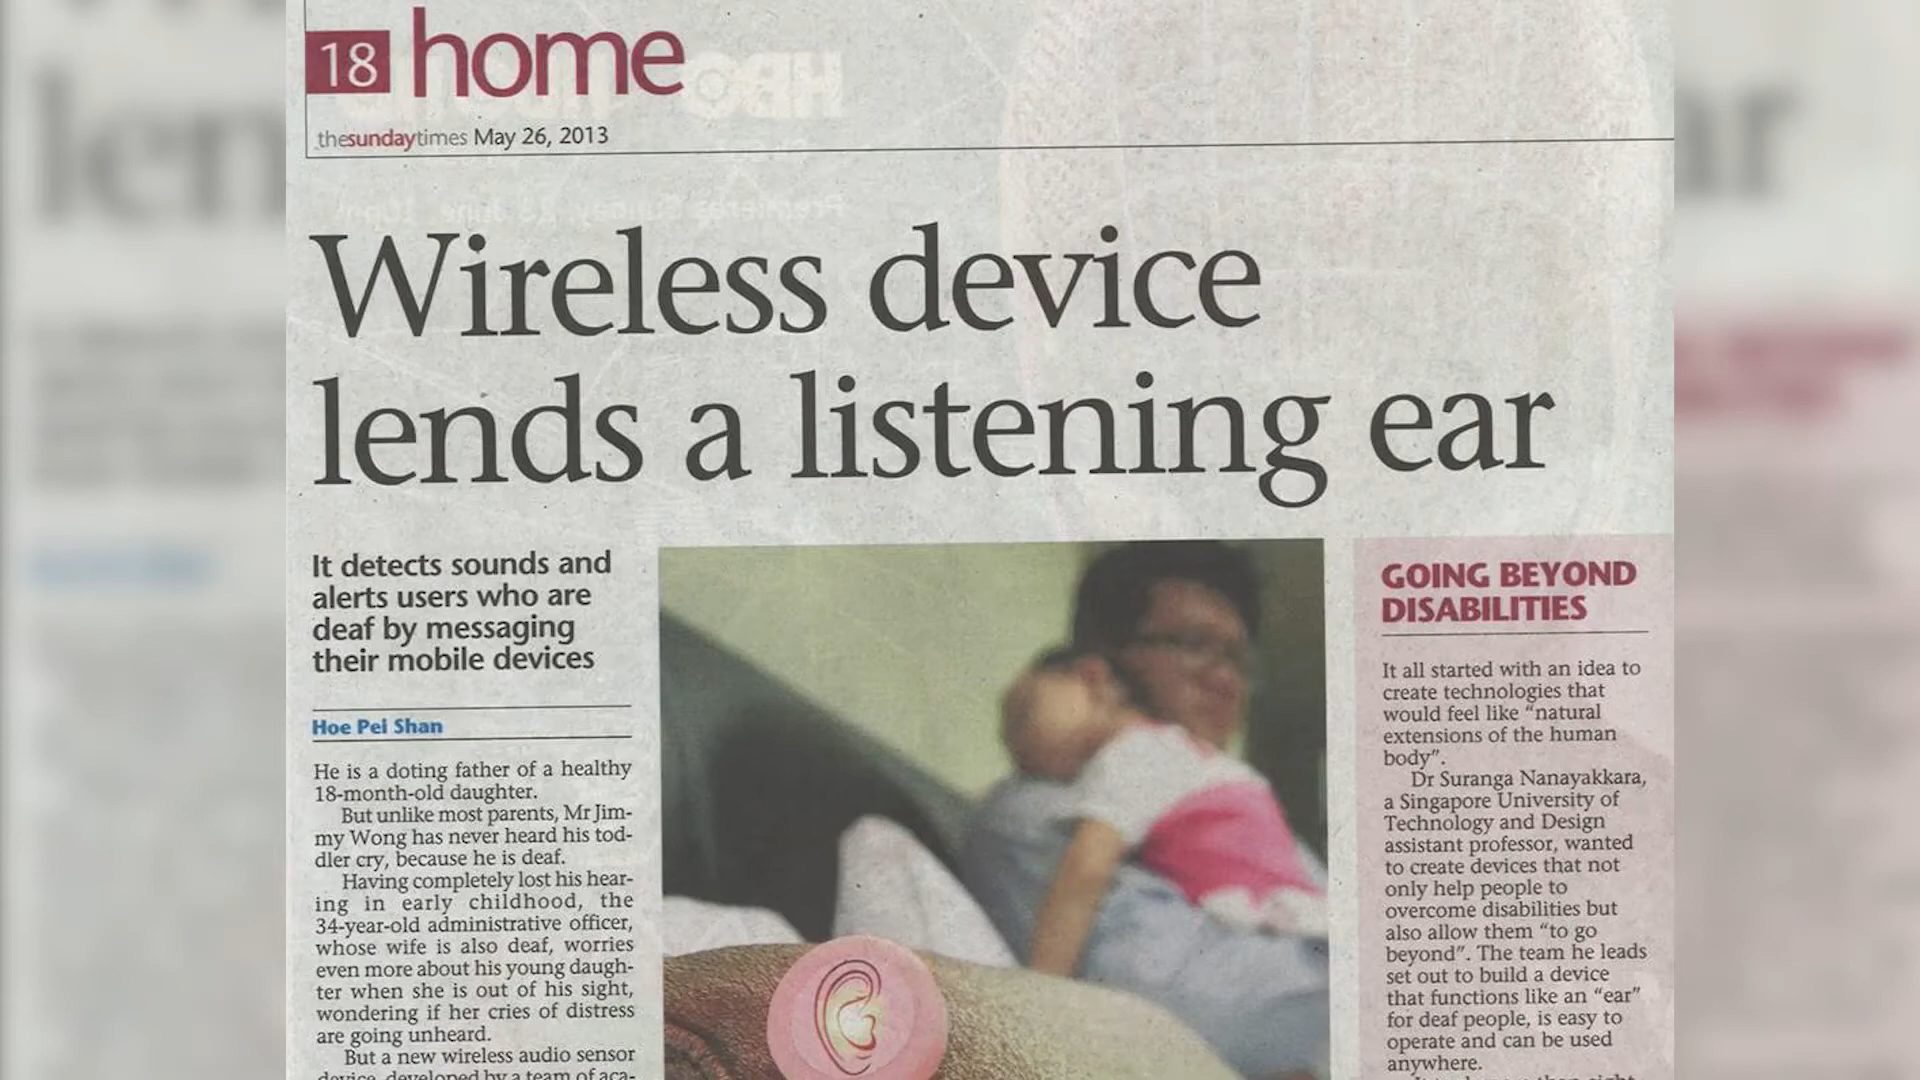 18 home
thesundaytimes May 26, 2013
Wireless device
lends a listening ear
It detects sounds and
alerts users who are
deaf by messaging
their mobile devices
Hoe Pei Shan
He is a doting father of a healthy
18-month-old daughter.
But unlike most parents, Mr Jim-
my Wong has never heard his tod-
dler cry, because he is deaf.
Having completely lost his hear-
ing in early childhood, the
34-year-old administrative officer,
whose wife is also deaf, worries
even more about his young daugh-
ter when she is out of his sight,
wondering if her cries of distress
are going unheard.
But a new wireless audio sensor
device, developed by a team of aca-
GOING BEYOND
DISABILITIES
It all started with an idea to
create technologies that
would feel like “natural
extensions of the human
body”.
Dr Suranga Nanayakkara,
a Singapore University of
Technology and Design
assistant professor, wanted
to create devices that not
only help people to
overcome disabilities but
also allow them “to go
beyond”. The team he leads
set out to build a device
that functions like an “ear”
for deaf people, is easy to
operate and can be used
anywhere.